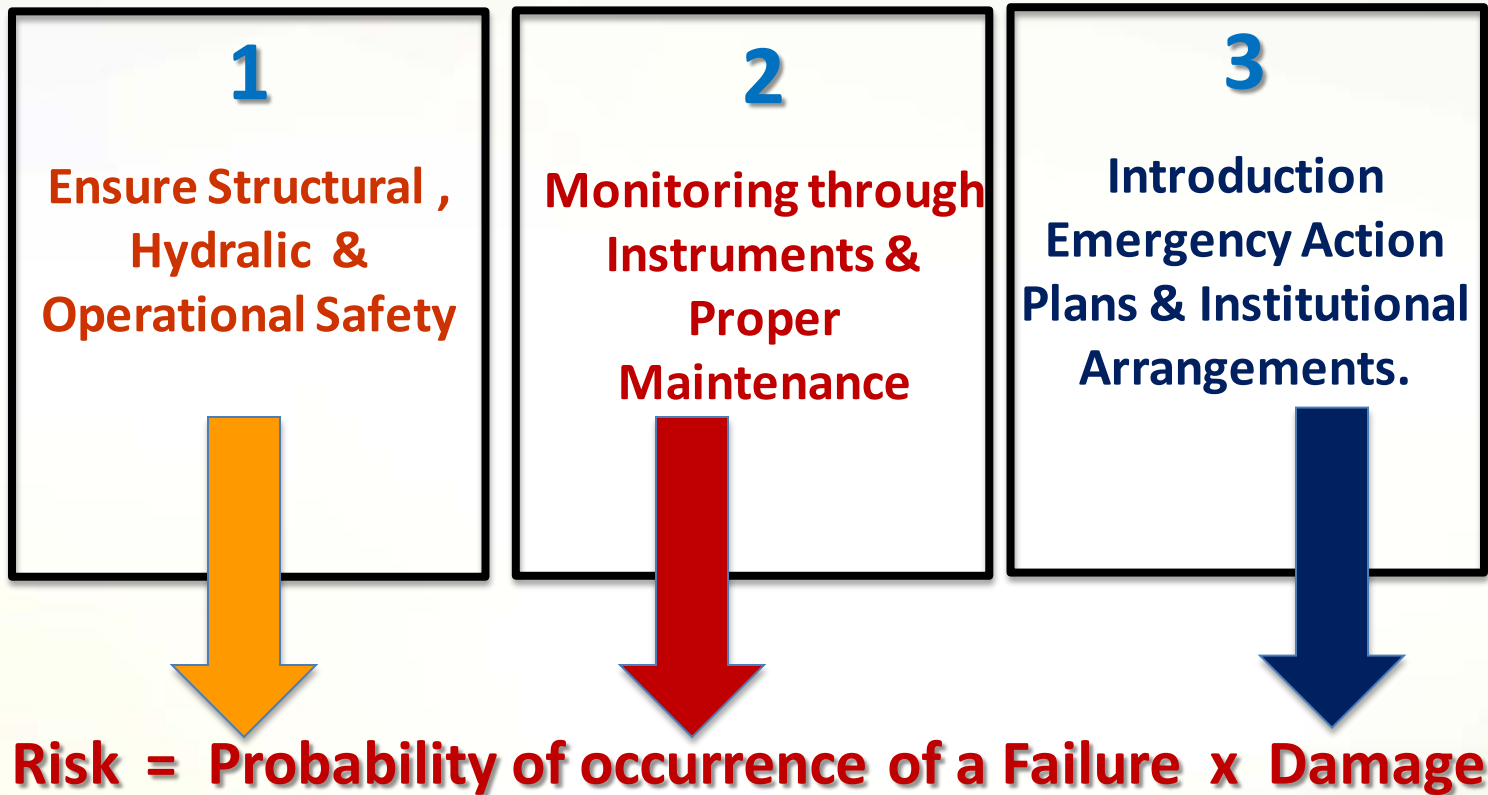 1
Ensure Structural ,
Hydralic &
Operational Safety
2
Monitoring through
Instruments &
Proper
Maintenance
3
Introduction
Emergency Action
Plans & Institutional
Arrangements.
Risk = Probability of occurrence of a Failure x Damage